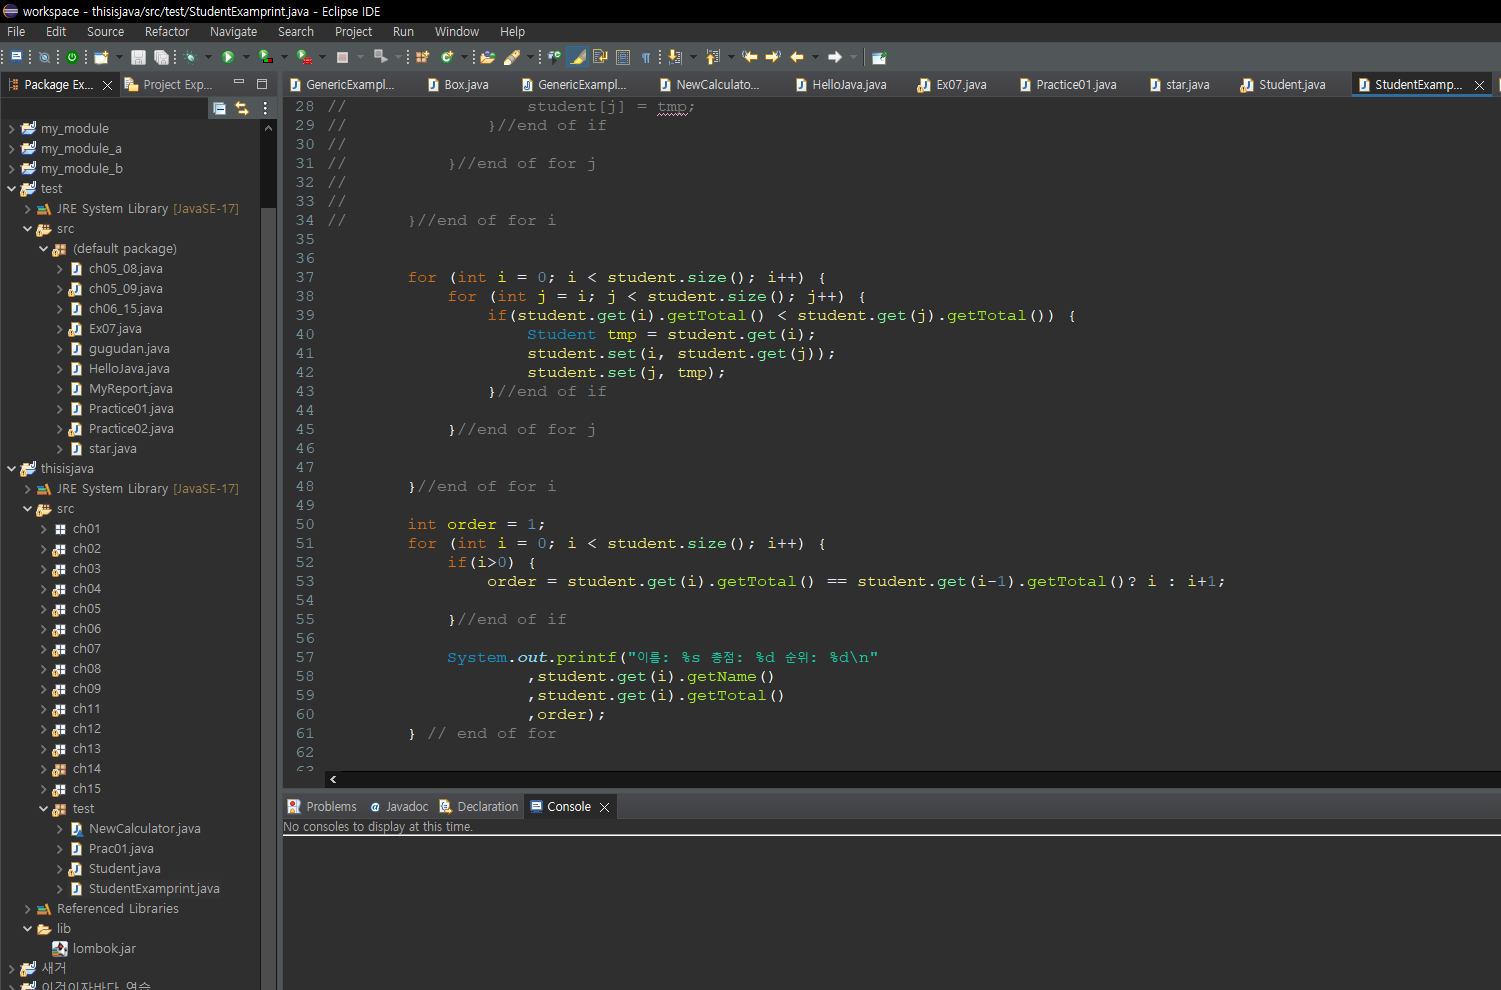 workspace - thisisjava/src/test/StudentExamprint.java - Eclipse IDE
File Edit Source Refactor Navigate Search Project Run Window Help
Package Ex... Project Exp...
GenericExampl... Box.java GenericExampl... NewCalculato... HelloJava.java Ex07.java Practice01.java star.java Student.java StudentExamp...
my_module
my_module_a
my_module_b
test
JRE System Library [JavaSE-17]
src
(default package)
ch05_08.java
ch05_09.java
ch06_15.java
Ex07.java
gugudan.java
HelloJava.java
MyReport.java
Practice01.java
Practice02.java
star.java
thisisjava
JRE System Library [JavaSE-17]
src
ch01
ch02
ch03
ch04
ch05
ch06
ch07
ch08
ch09
ch11
ch12
ch13
ch14
ch15
test
NewCalculator.java
Prac01.java
Student.java
StudentExamprint.java
Referenced Libraries
lib
lombok.jar
새거
이것이자바다_연습
28 // student[j] = tmp;
29 // }//end of if
30 //
31 // }//end of for j
32 //
33 //
34 // }//end of for i
35
36
37 for (int i = 0; i < student.size(); i++) {
38 for (int j = i; j < student.size(); j++) {
39 if(student.get(i).getTotal() < student.get(j).getTotal()) {
40 Student tmp = student.get(i);
41 student.set(i, student.get(j));
42 student.set(j, tmp);
43 }//end of if
44
45 }//end of for j
46
47
48 }//end of for i
49
50 int order = 1;
51 for (int i = 0; i < student.size(); i++) {
52 if(i>0) {
53 order = student.get(i).getTotal() == student.get(i-1).getTotal()? i : i+1;
54
55 }//end of if
56
57 System.out.printf("이름: %s 총점: %d 순위: %d\n"
58 ,student.get(i).getName()
59 ,student.get(i).getTotal()
60 ,order);
61 } // end of for
62
63
Problems Javadoc Declaration Console
No consoles to display at this time.